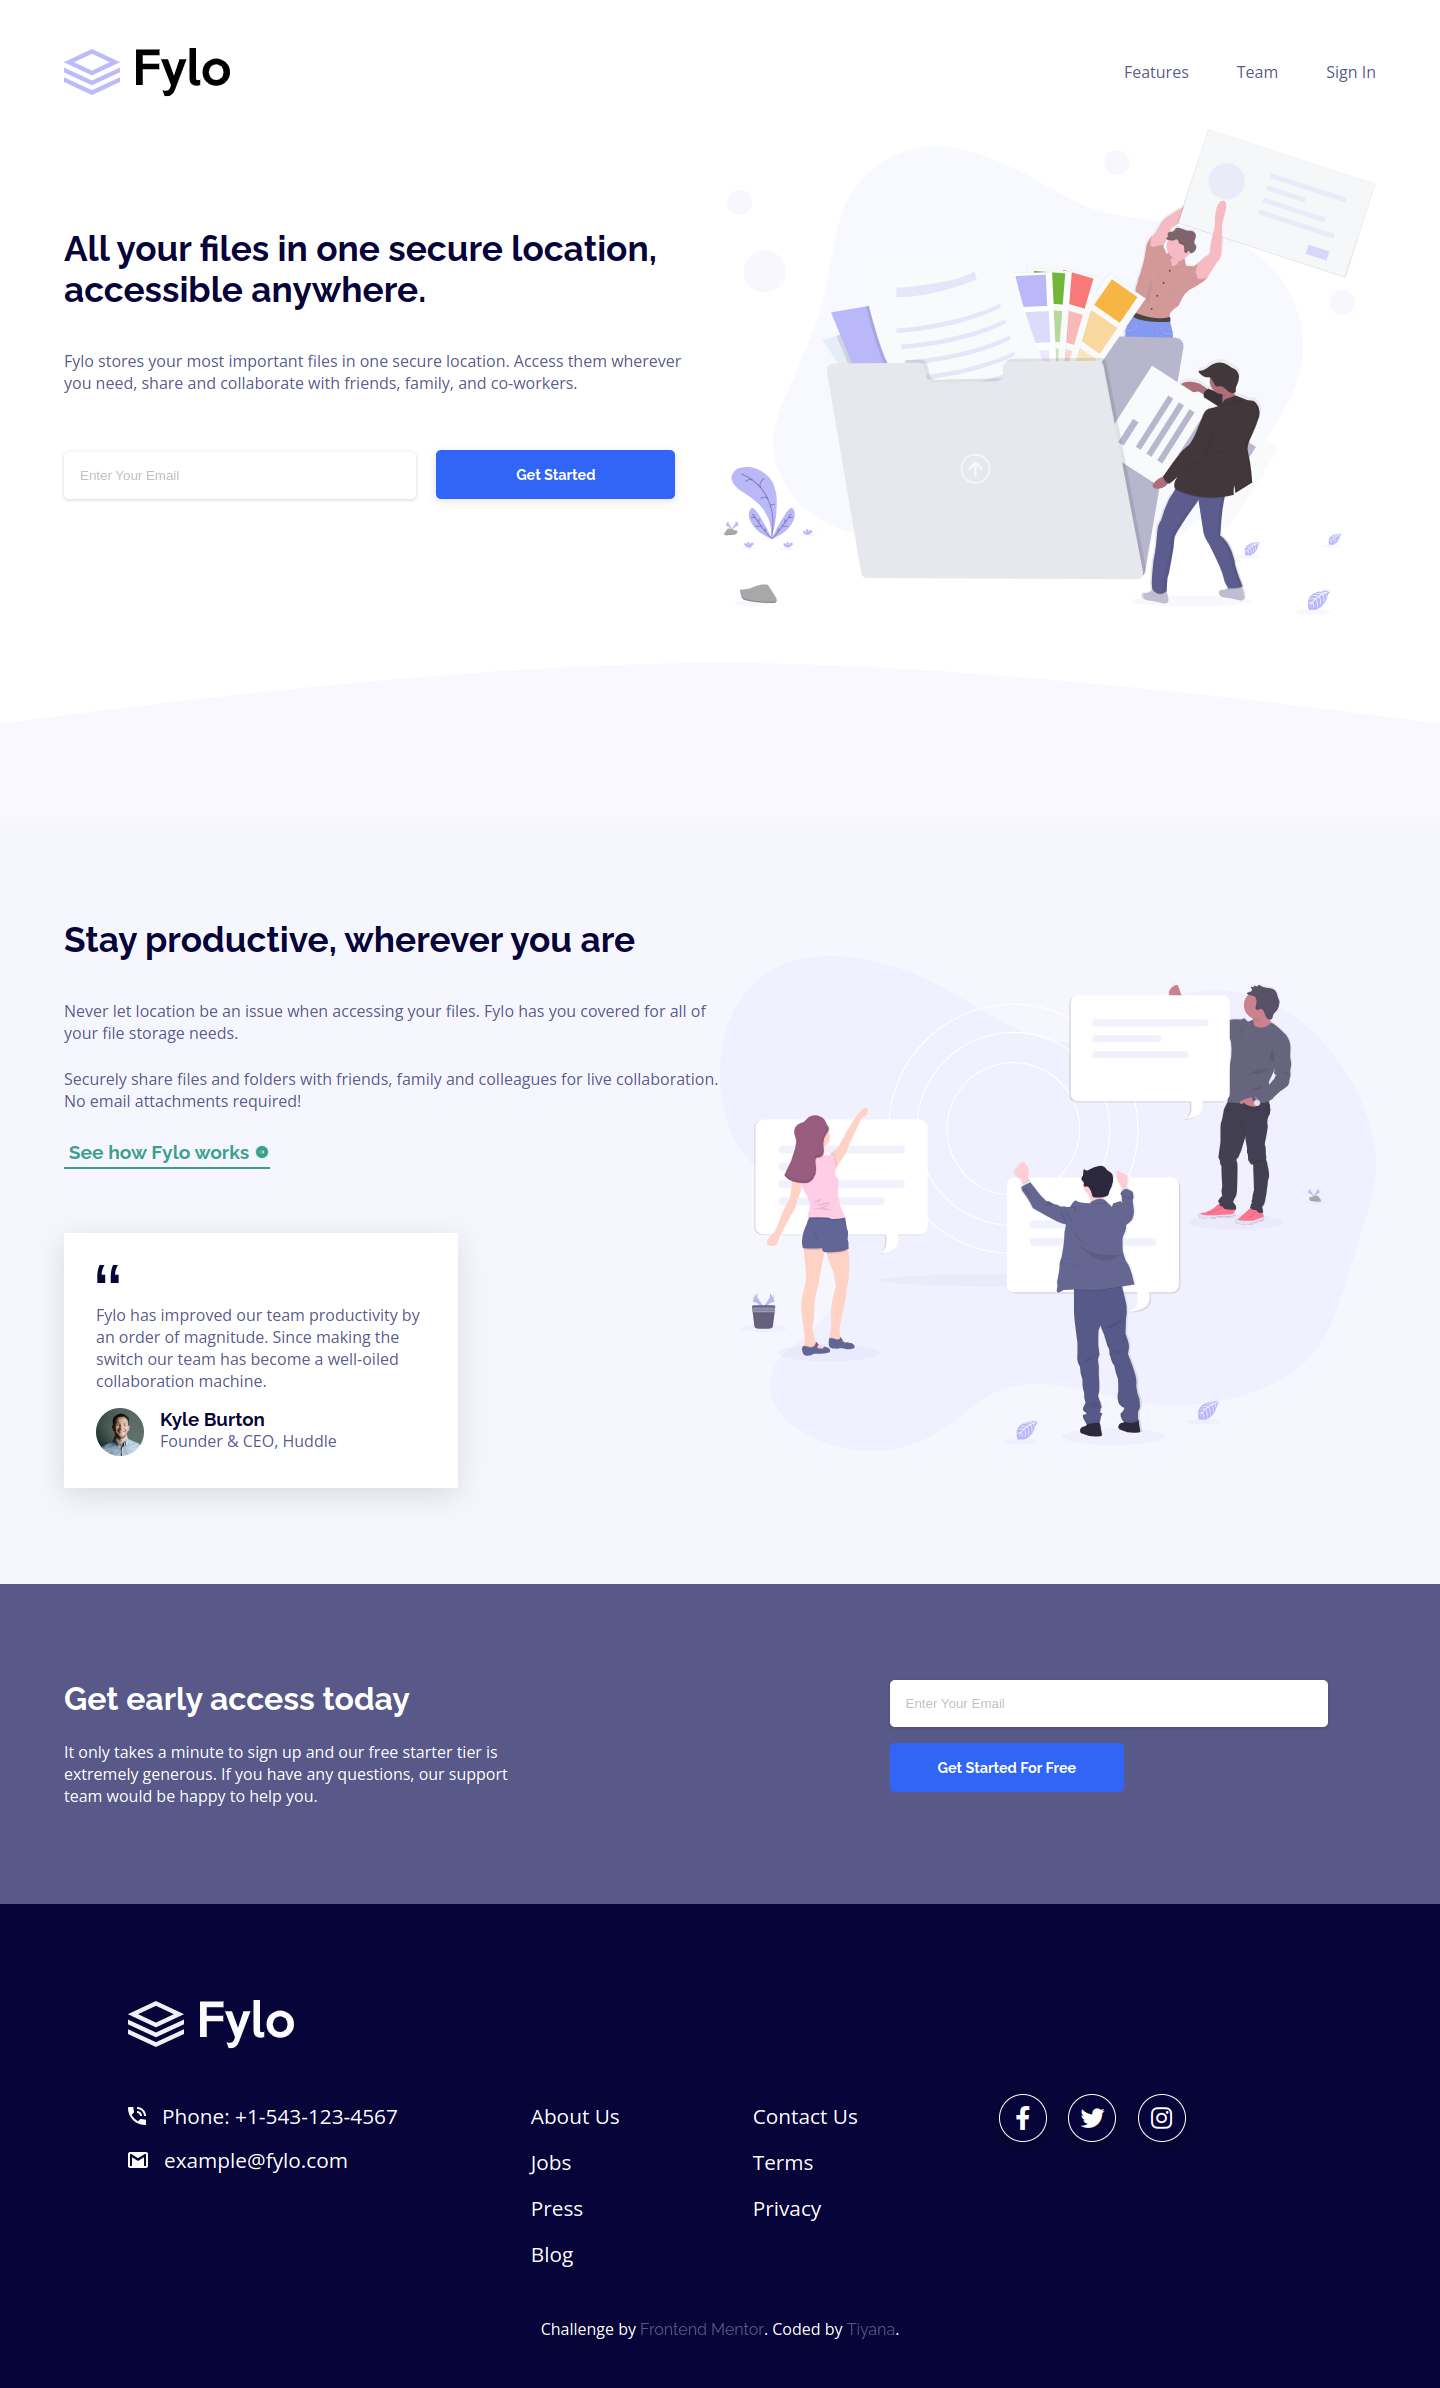 Fylo
Features
Team
Sign In
All your files in one secure location,
accessible anywhere.
Fylo stores your most important files in one secure location. Access them wherever
you need, share and collaborate with friends, family, and co-workers.
Enter Your Email
Get Started
Stay productive, wherever you are
Never let location be an issue when accessing your files. Fylo has you covered for all of
your file storage needs.
Securely share files and folders with friends, family and colleagues for live collaboration.
No email attachments required!
See how Fylo works
“
Fylo has improved our team productivity by
an order of magnitude. Since making the
switch our team has become a well-oiled
collaboration machine.
Kyle Burton
Founder & CEO, Huddle
Get early access today
It only takes a minute to sign up and our free starter tier is
extremely generous. If you have any questions, our support
team would be happy to help you.
Enter Your Email
Get Started For Free
Fylo
Phone: +1-543-123-4567
example@fylo.com
About Us
Jobs
Press
Blog
Contact Us
Terms
Privacy
Challenge by Frontend Mentor. Coded by Tiyana.